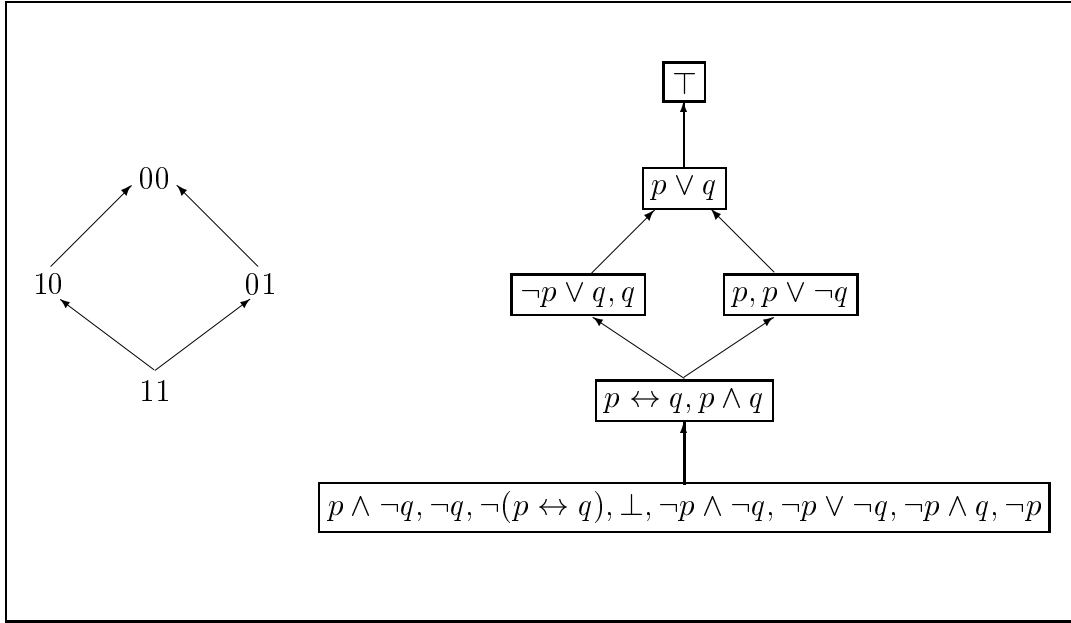 ⊤
00
p ∨ q
10
01
¬p ∨ q, q
p, p ∨ ¬q
11
p ↔ q, p ∧ q
p ∧ ¬q, ¬q, ¬(p ↔ q), ⊥, ¬p ∧ ¬q, ¬p ∨ ¬q, ¬p ∧ q, ¬p